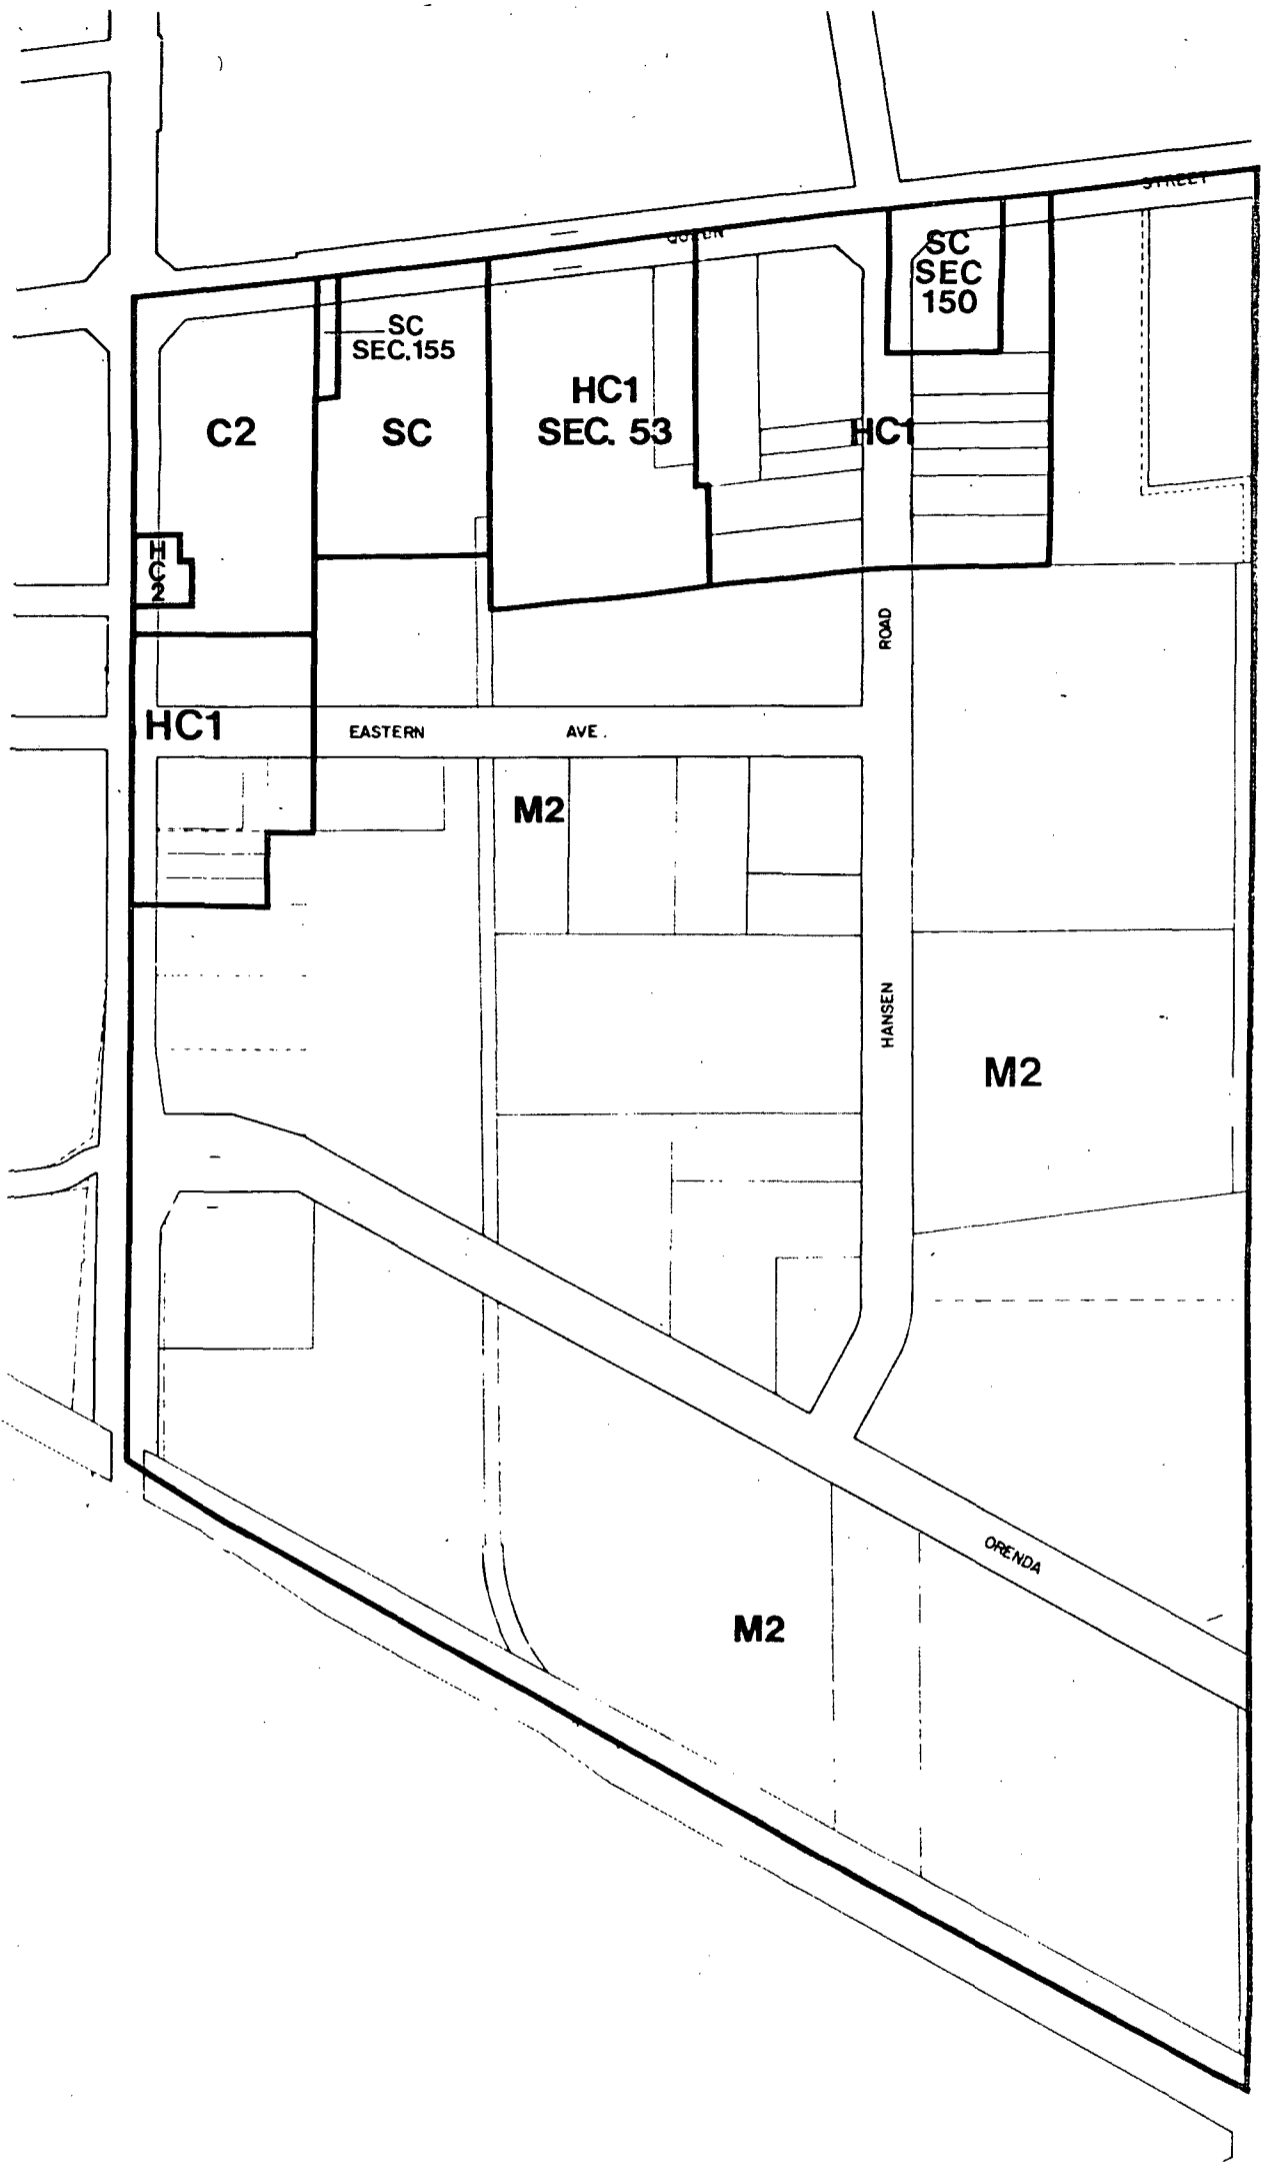 STREET
QUEEN
SC
SEC
150
SC
SEC.155
HC1
SEC. 53
C2
SC
HC1
HC2
ROAD
HC1
EASTERN AVE.
M2
HANSEN
M2
ORENDA
M2